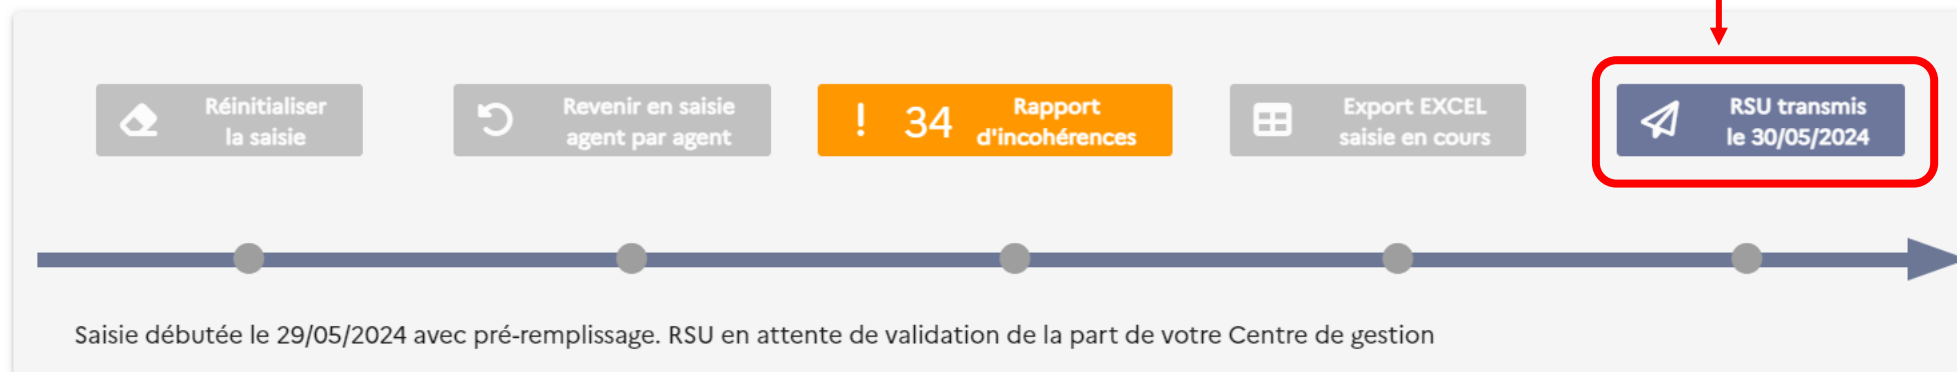 Réinitialiser
la saisie
Revenir en saisie
agent par agent
! 34 Rapport
d'incohérences
Export EXCEL
saisie en cours
RSU transmis
le 30/05/2024
Saisie débutée le 29/05/2024 avec pré-remplissage. RSU en attente de validation de la part de votre Centre de gestion